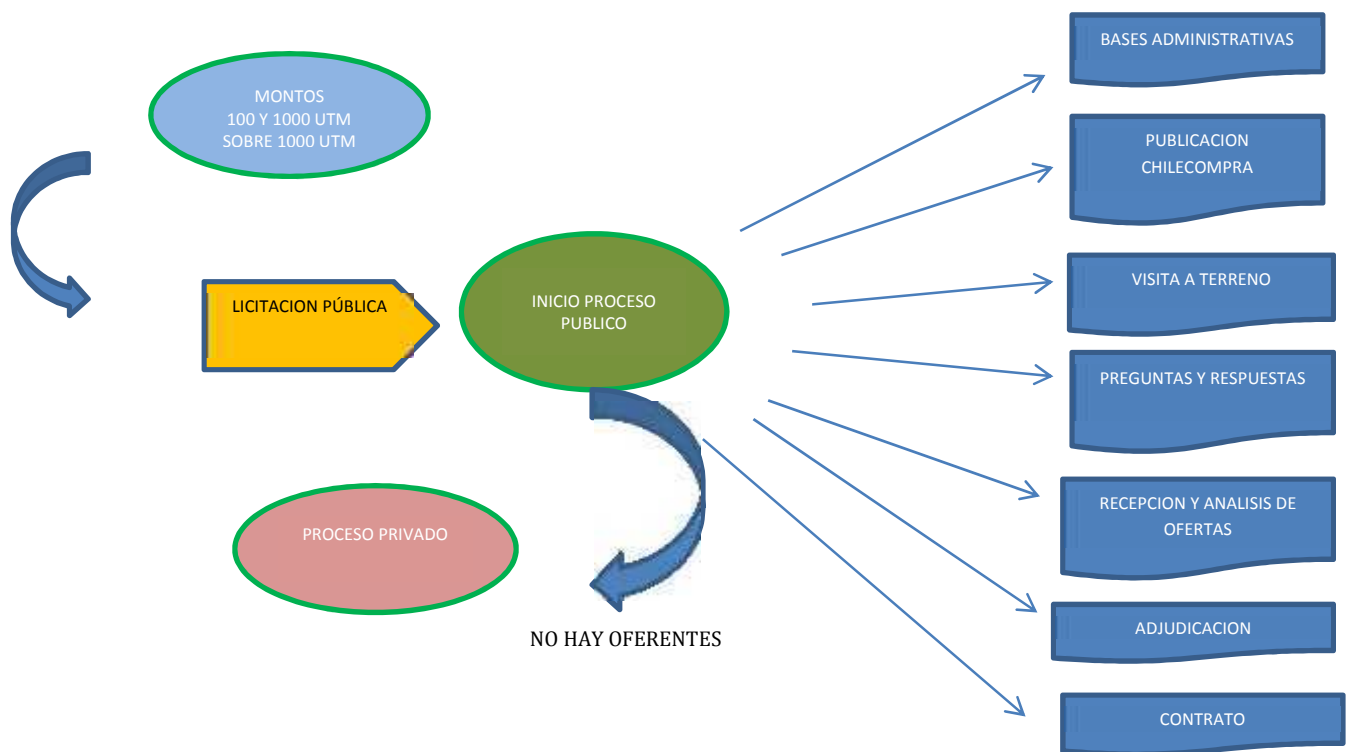 MONTOS
100 Y 1000 UTM
SOBRE 1000 UTM
LICITACION PÚBLICA
INICIO PROCESO
PUBLICO
PROCESO PRIVADO
NO HAY OFERENTES
BASES ADMINISTRATIVAS
PUBLICACION
CHILECOMPRA
VISITA A TERRENO
PREGUNTAS Y RESPUESTAS
RECEPCION Y ANALISIS DE
OFERTAS
ADJUDICACION
CONTRATO